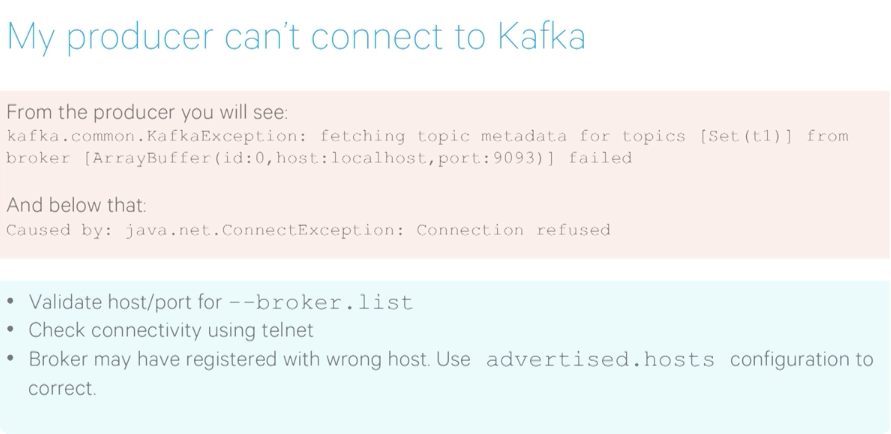 My producer can't connect to Kafka
From the producer you will see:
kafka.common.KafkaException: fetching topic metadata for topics [Set(t1)] from
broker [ArrayBuffer(id:0,host:localhost,port:9093)] failed
And below that:
Caused by: java.net.ConnectException: Connection refused
• Validate host/port for --broker.list
• Check connectivity using telnet
• Broker may have registered with wrong host. Use advertised.hosts configuration to
correct.